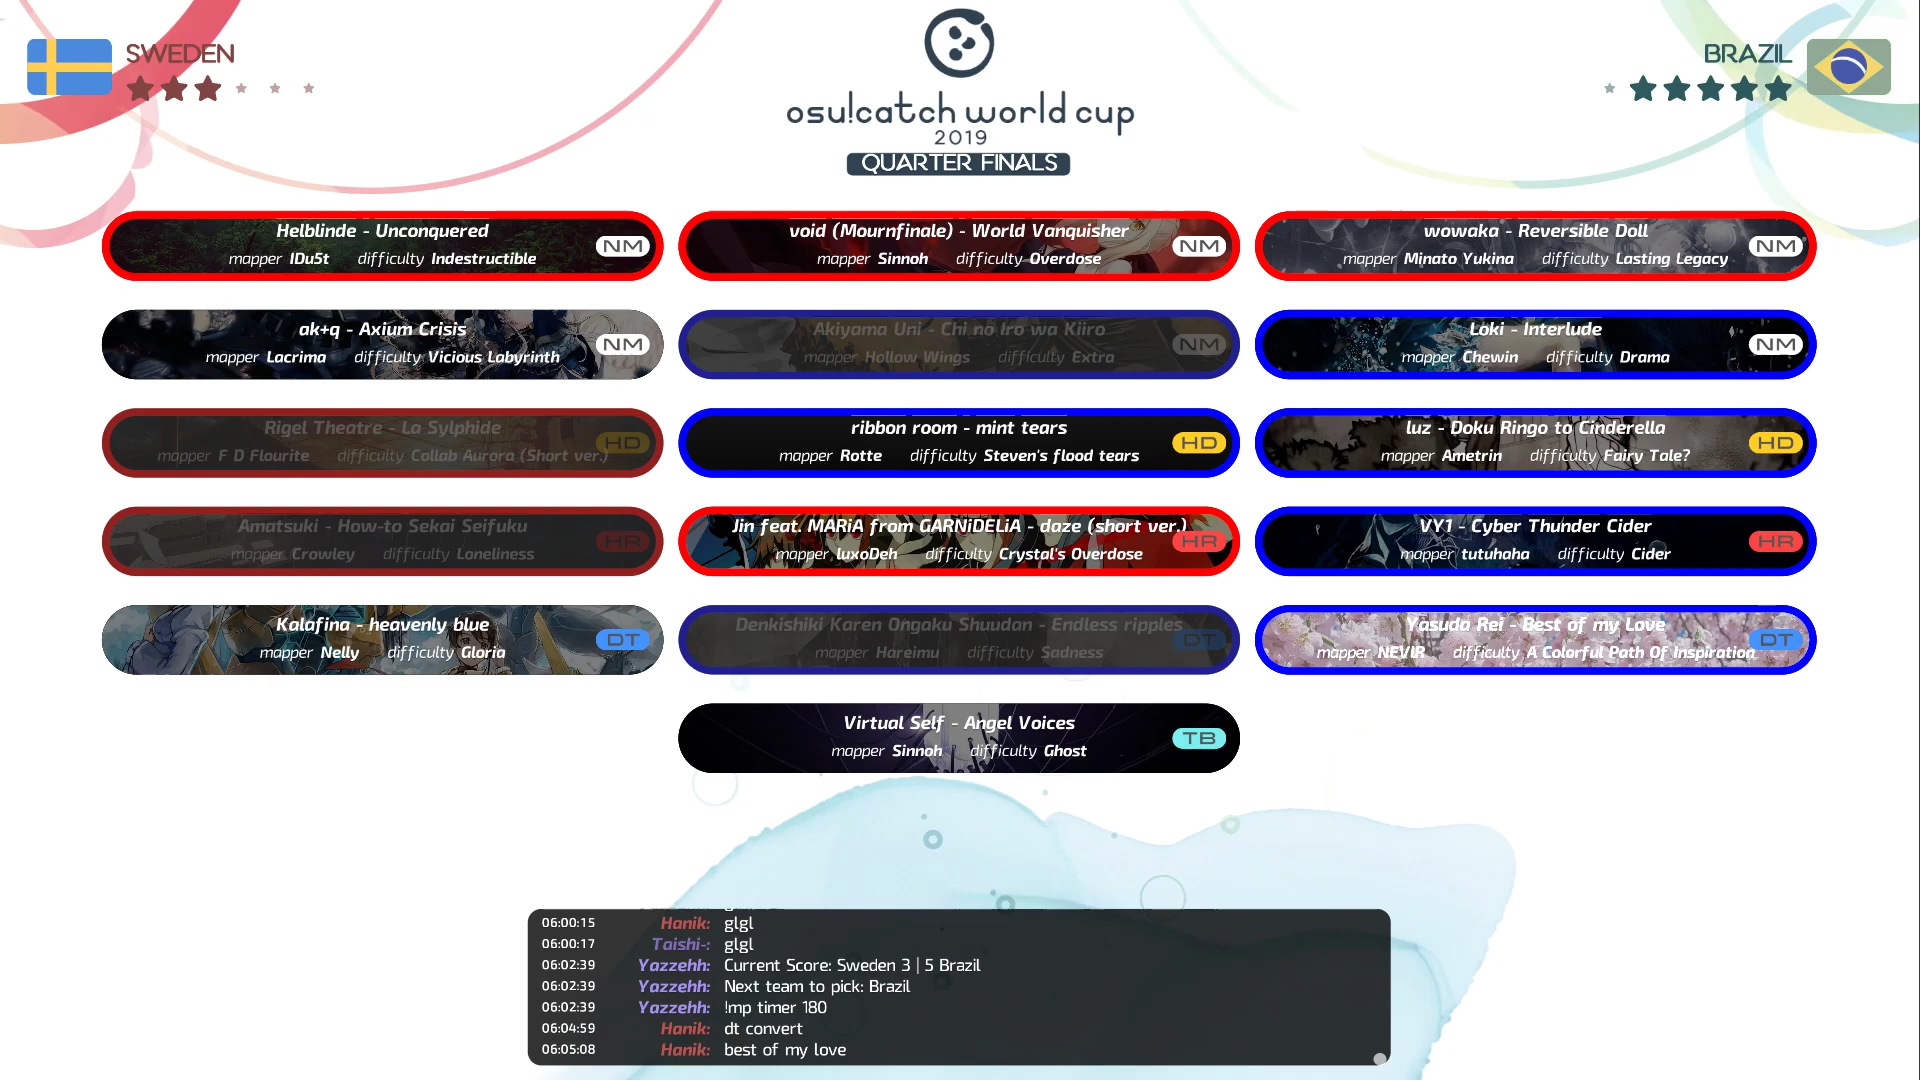 SWEDEN
BRAZIL
osu!catch world cup
2019
QUARTER FINALS
Helblinde - Unconquered
mapper IDu5t difficulty Indestructible
NM
void (Mournfinale) - World Vanquisher
mapper Sinnoh difficulty Overdose
NM
wowaka - Reversible Doll
mapper Minato Yukina difficulty Lasting Legacy
NM
ak+q - Axium Crisis
mapper Lacrima difficulty Vicious Labyrinth
NM
Akiyama Uni - Chi no Iro wa Kiiro
mapper Hollow Wings difficulty Extra
NM
Loki - Interlude
mapper Chewin difficulty Drama
NM
Rigel Theatre - La Sylphide
mapper F D Flourite difficulty Collab Aurora (Short ver.)
HD
ribbon room - mint tears
mapper Rotte difficulty Steven's flood tears
HD
luz - Doku Ringo to Cinderella
mapper Ametrin difficulty Fairy Tale?
HD
Amatsuki - How-to Sekai Seifuku
mapper Crowley difficulty Loneliness
HR
Jin feat. MARiA from GARNiDELiA - daze (short ver.)
mapper luxoDeh difficulty Crystal's Overdose
HR
VY1 - Cyber Thunder Cider
mapper tutuhaha difficulty Cider
HR
Kalafina - heavenly blue
mapper Nelly difficulty Gloria
DT
Denkishiki Karen Ongaku Shuudan - Endless ripples
mapper Hareimu difficulty Sadness
DT
Yasuda Rei - Best of my Love
mapper NEVIR difficulty A Colorful Path Of Inspiration
DT
Virtual Self - Angel Voices
mapper Sinnoh difficulty Ghost
TB
06:00:15 Hanik: glgl
06:00:17 Taishi-: glgl
06:02:39 Yazzehh: Current Score: Sweden 3 | 5 Brazil
06:02:39 Yazzehh: Next team to pick: Brazil
06:02:39 Yazzehh: !mp timer 180
06:04:59 Hanik: dt convert
06:05:08 Hanik: best of my love